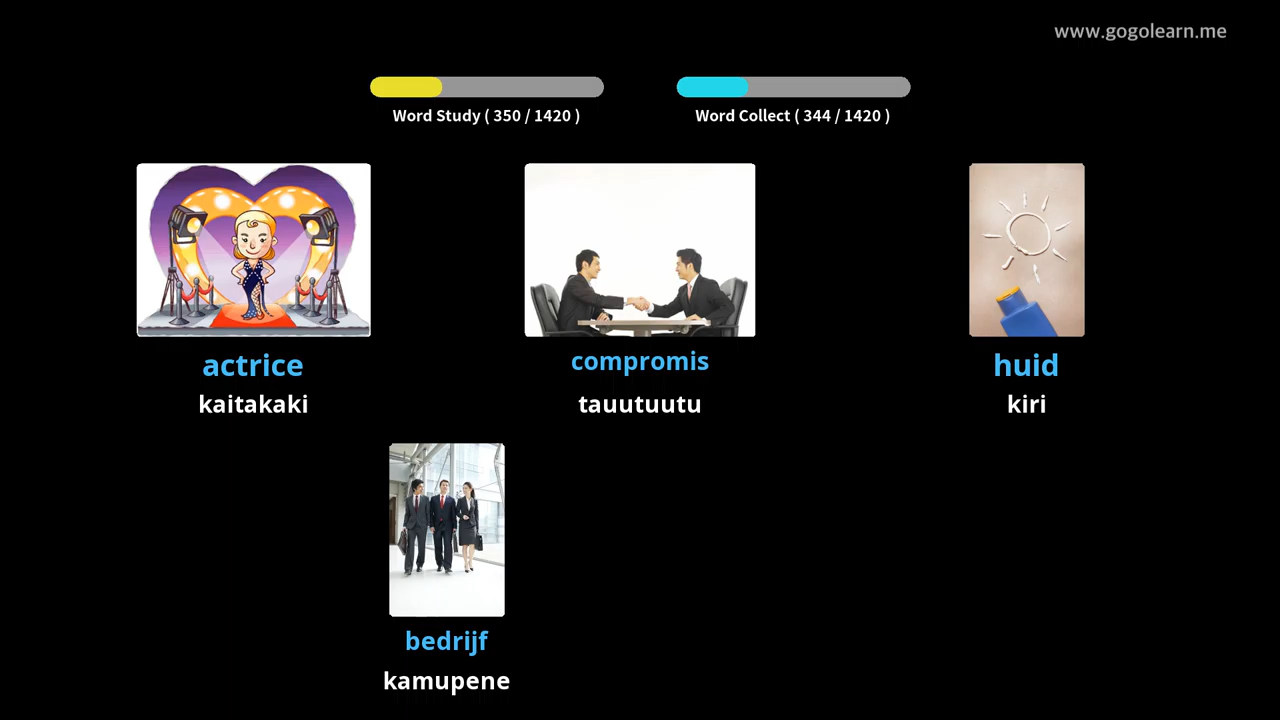 www.gogolearn.me
Word Study ( 350 / 1420 )
Word Collect ( 344 / 1420 )
actrice
kaitakaki
compromis
tauutuutu
huid
kiri
bedrijf
kamupene